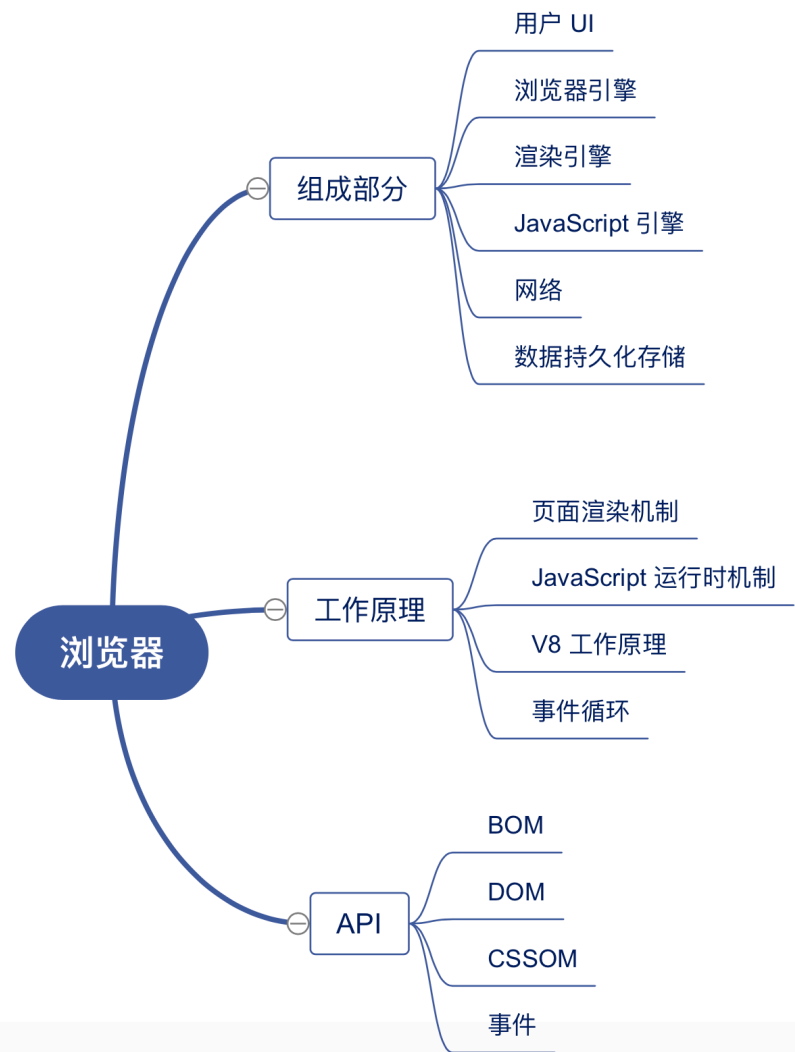 用户 UI
浏览器引擎
渲染引擎
组成部分
JavaScript 引擎
网络
数据持久化存储
页面渲染机制
JavaScript 运行时机制
工作原理
V8 工作原理
浏览器
事件循环
BOM
DOM
API
CSSOM
事件